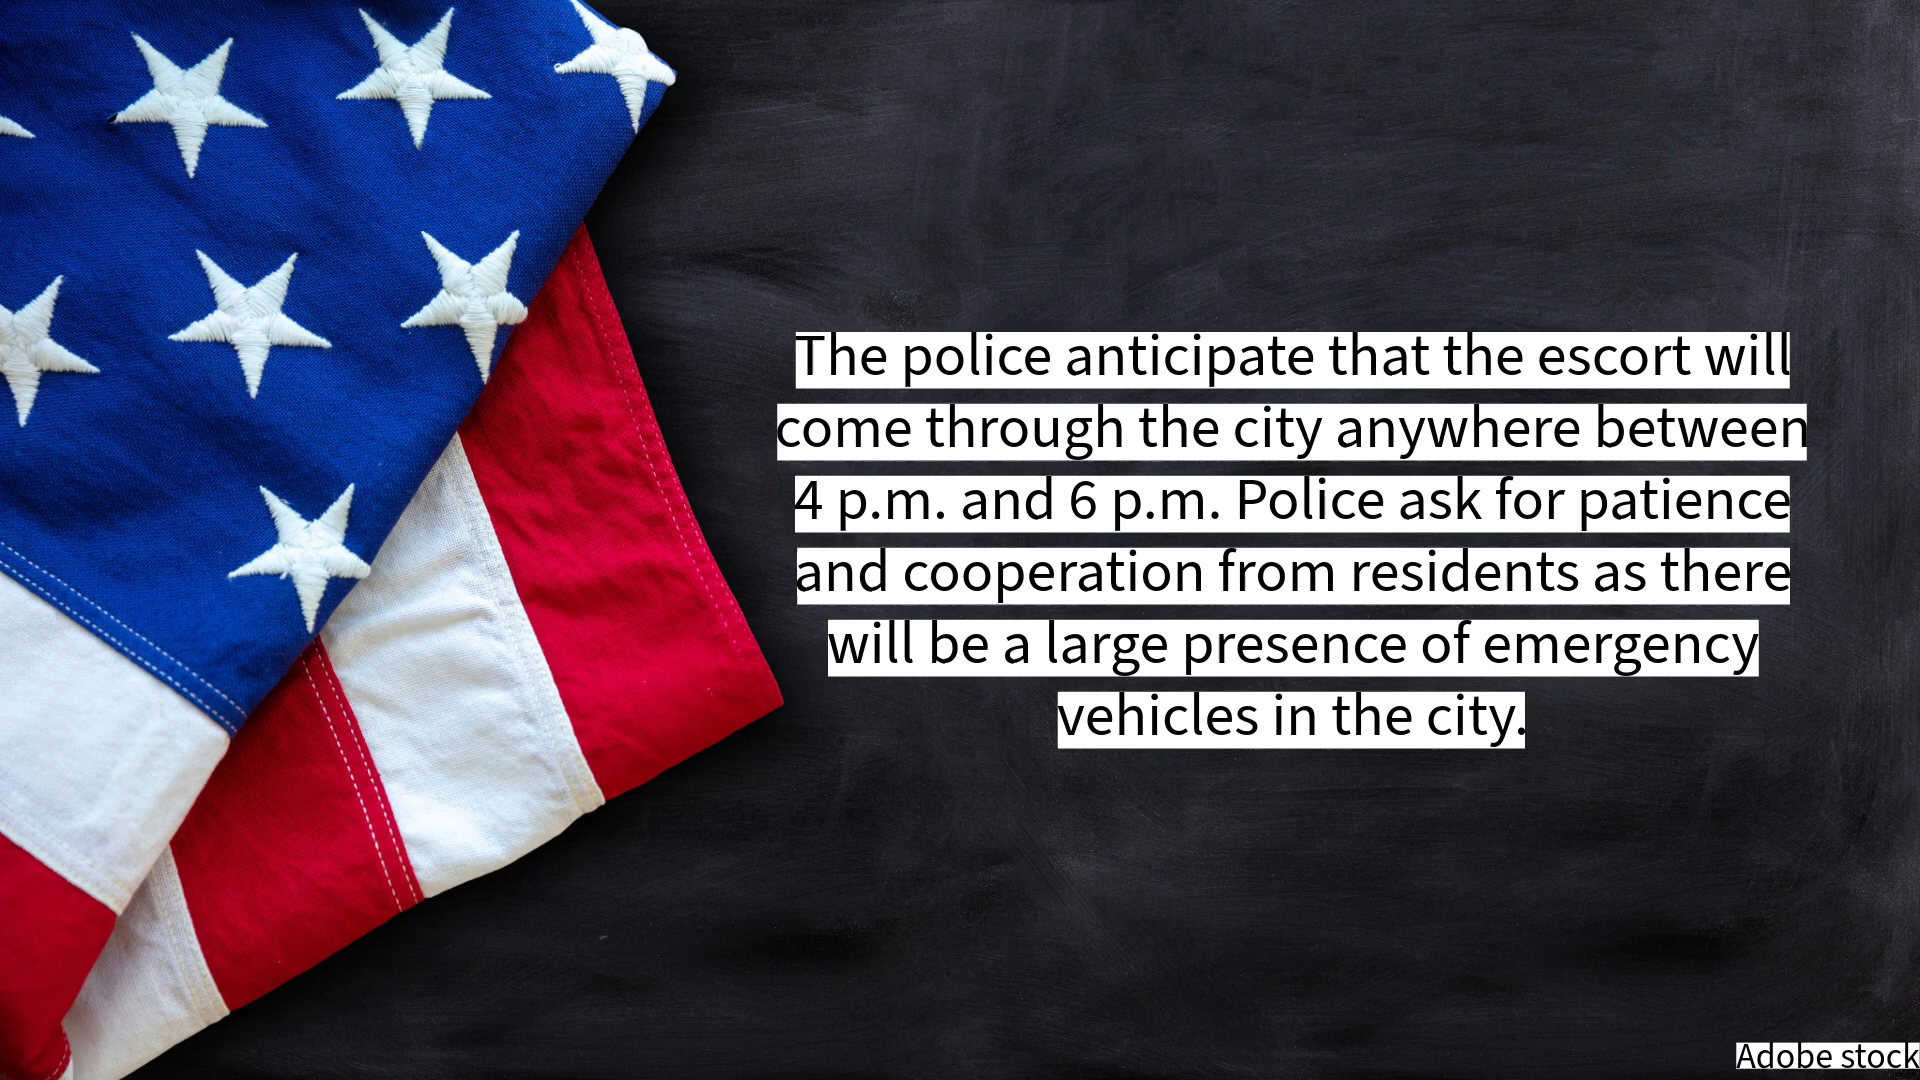 The police anticipate that the escort will
come through the city anywhere between
4 p.m. and 6 p.m. Police ask for patience
and cooperation from residents as there
will be a large presence of emergency
vehicles in the city.
Adobe stock